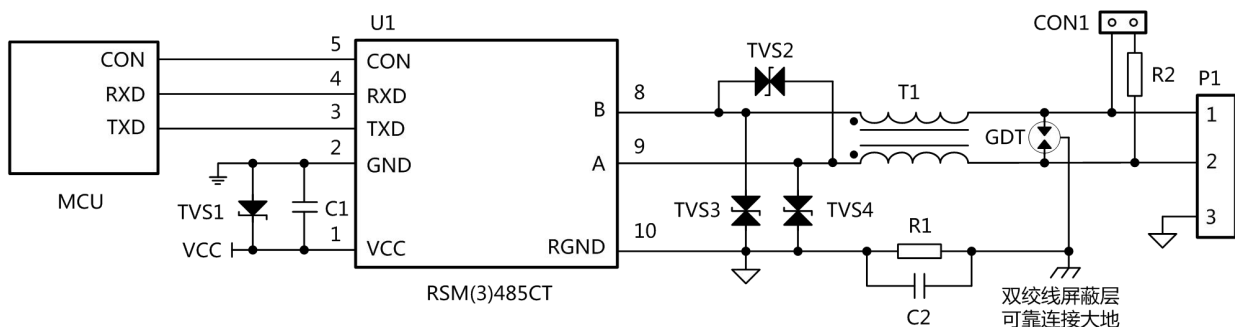 U1
CON1
MCU
CON
RXD
TXD
5
4
3
2
1
CON
RXD
TXD
GND
VCC
B
A
RGND
8
9
10
TVS1
C1
VCC
RSM(3)485CT
TVS2
TVS3
TVS4
T1
GDT
R2
P1
1
2
3
R1
C2
双绞线屏蔽层
可靠连接大地